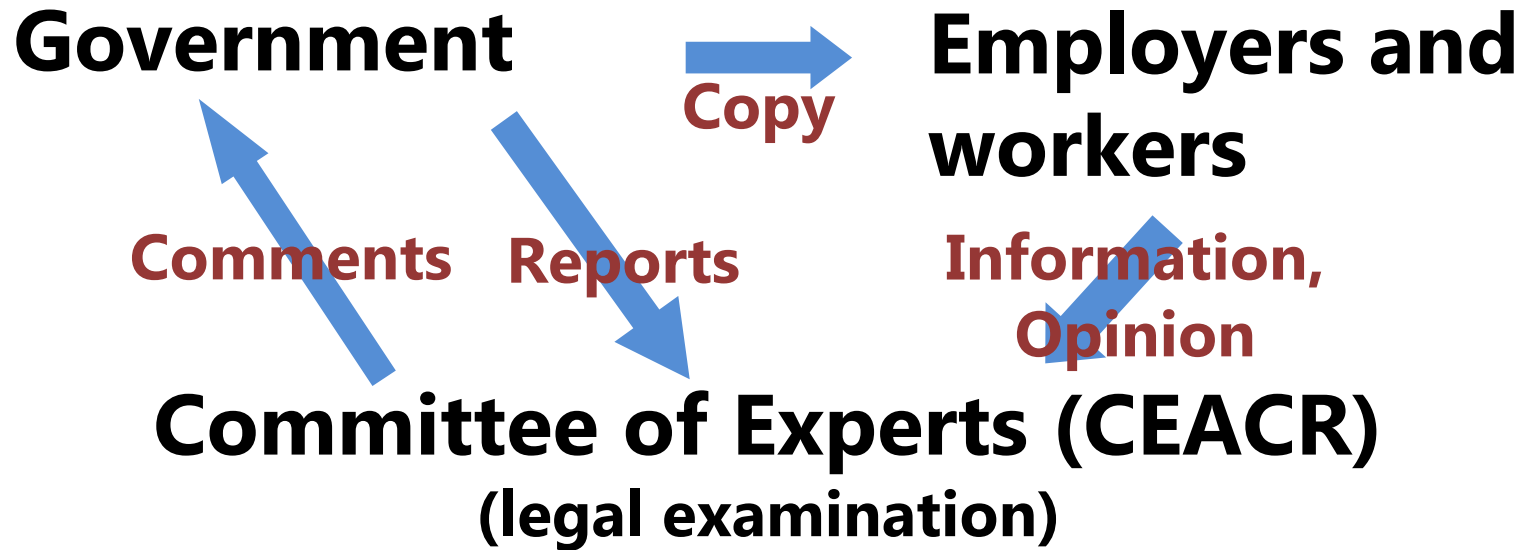 Government
Employers and
workers
Copy
Comments
Reports
Information,
Opinion
Committee of Experts (CEACR)
(legal examination)